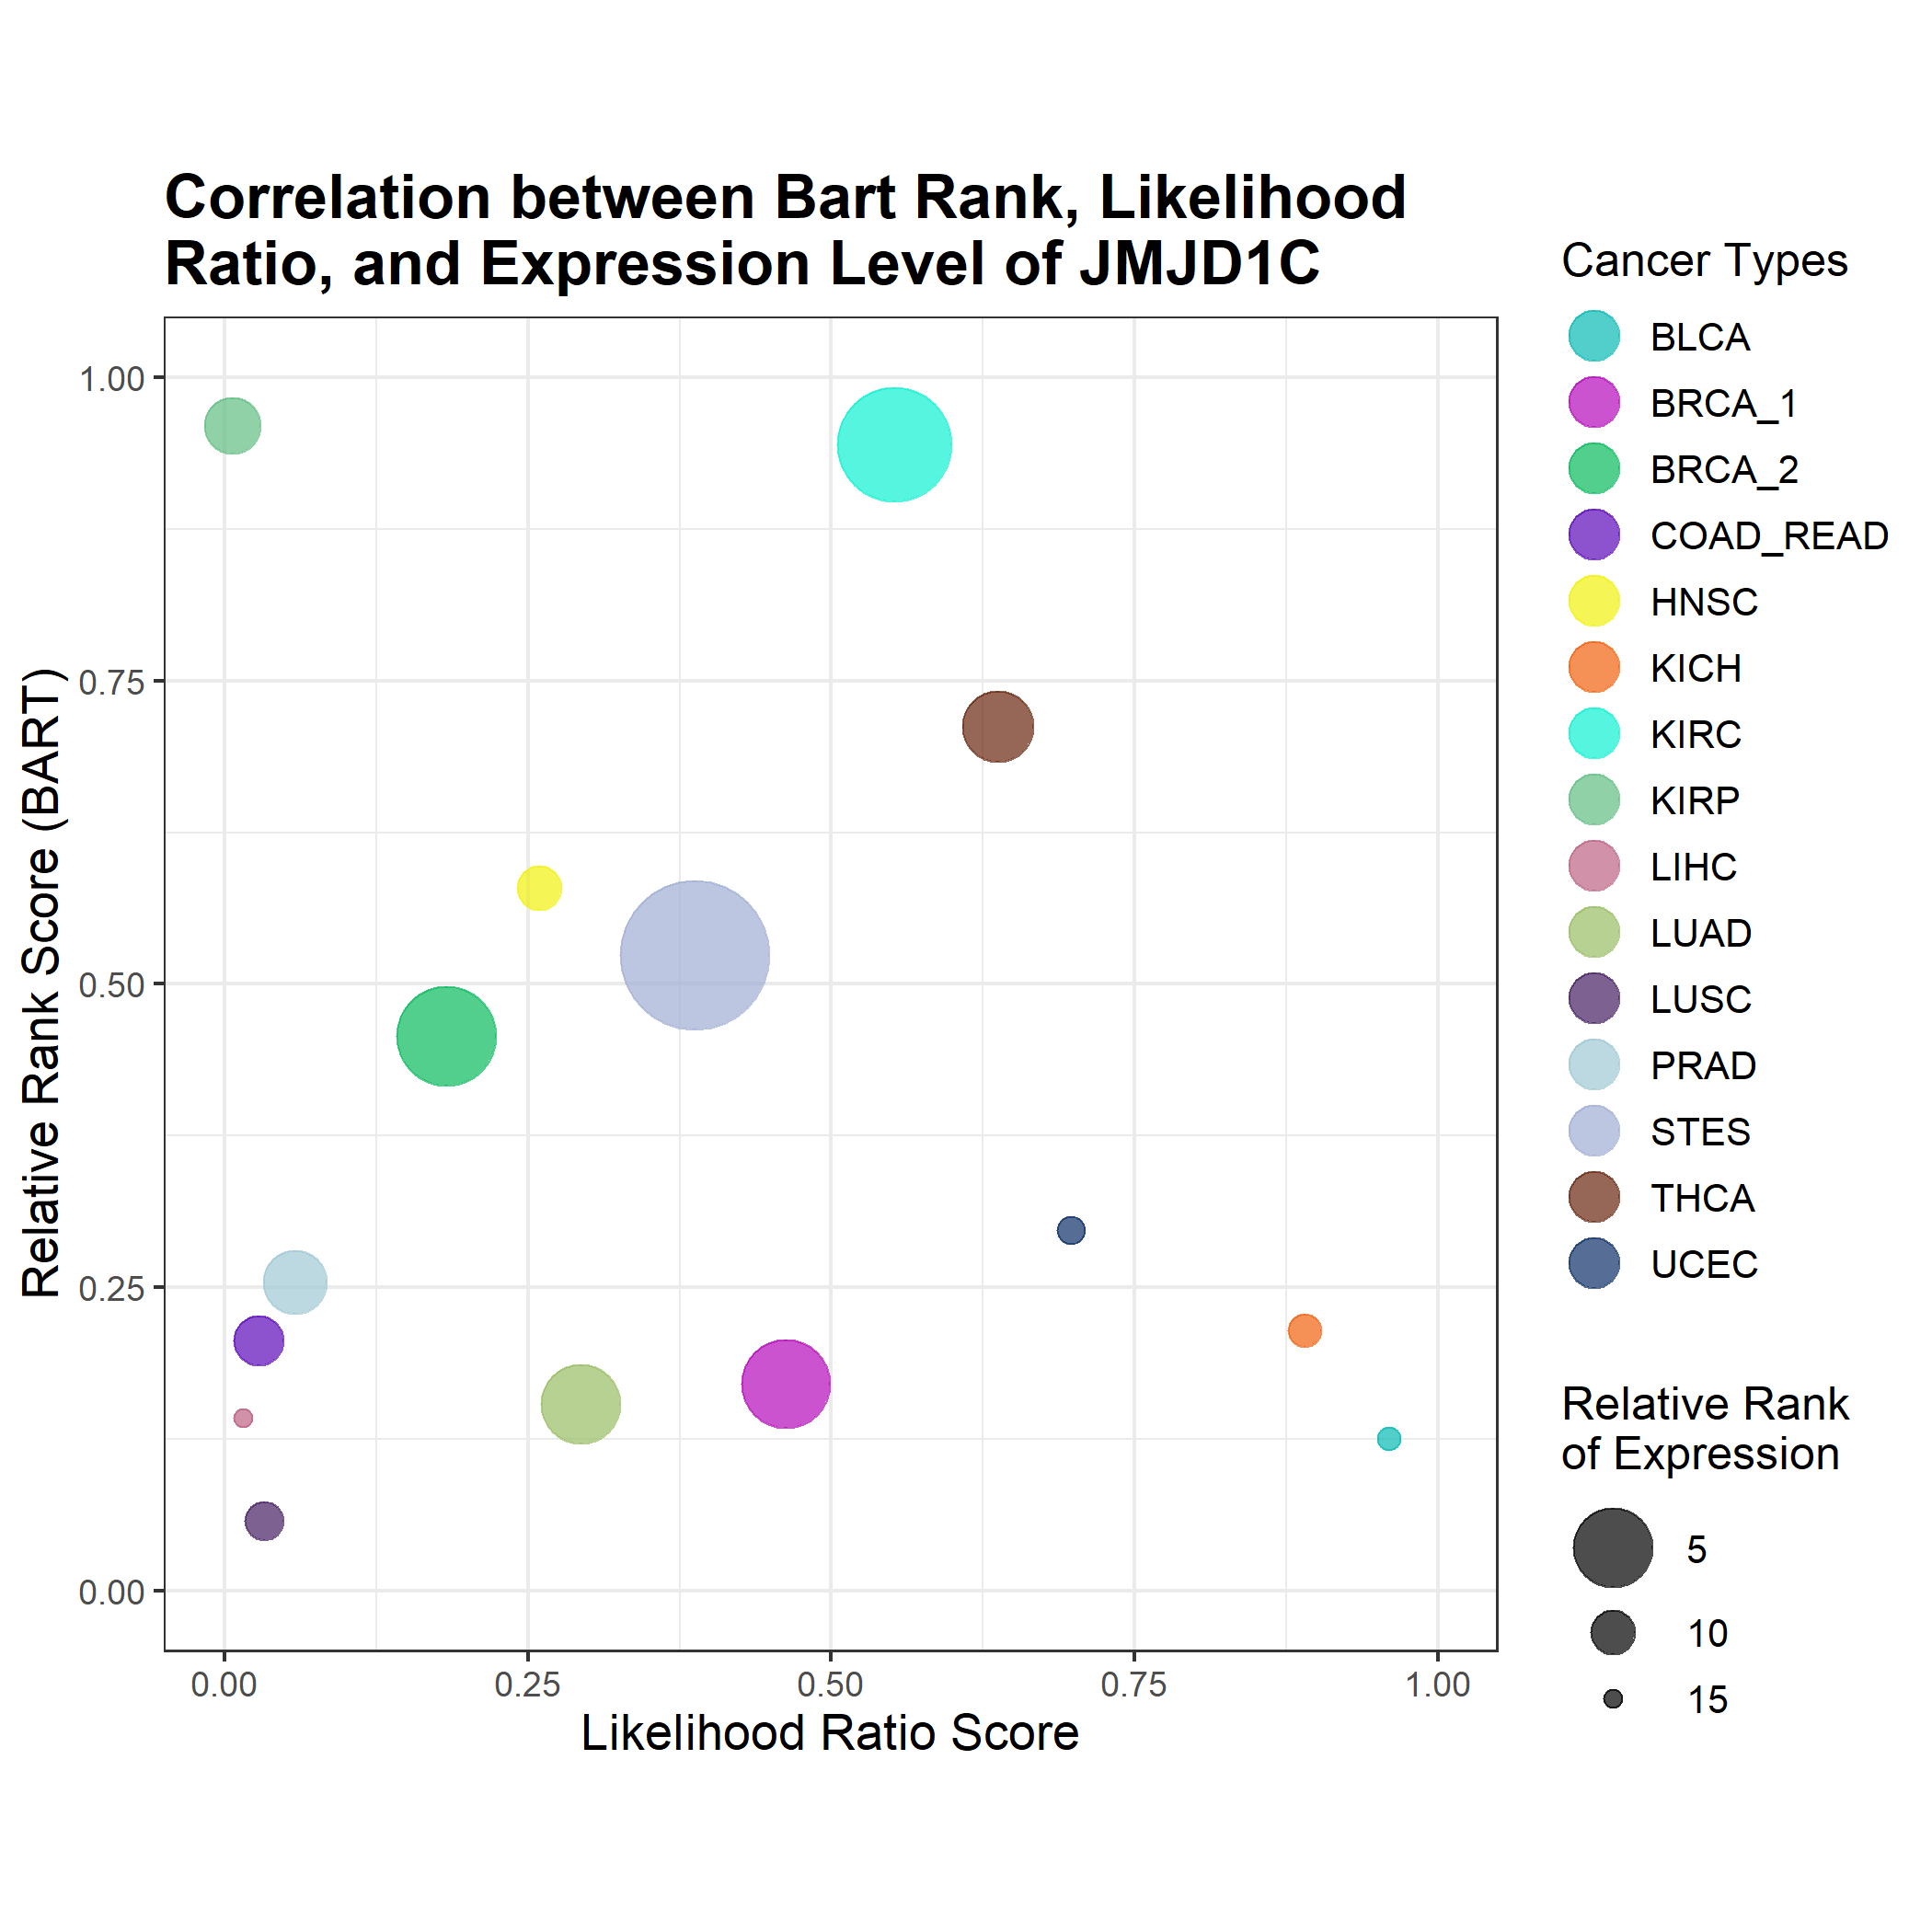 Correlation between Bart Rank, Likelihood
Ratio, and Expression Level of JMJD1C
Relative Rank Score (BART)
1.00
0.75
0.50
0.25
0.00
0.00 0.25 0.50 0.75 1.00
Likelihood Ratio Score
Cancer Types
BLCA
BRCA_1
BRCA_2
COAD_READ
HNSC
KICH
KIRC
KIRP
LIHC
LUAD
LUSC
PRAD
STES
THCA
UCEC
Relative Rank
of Expression
5
10
15